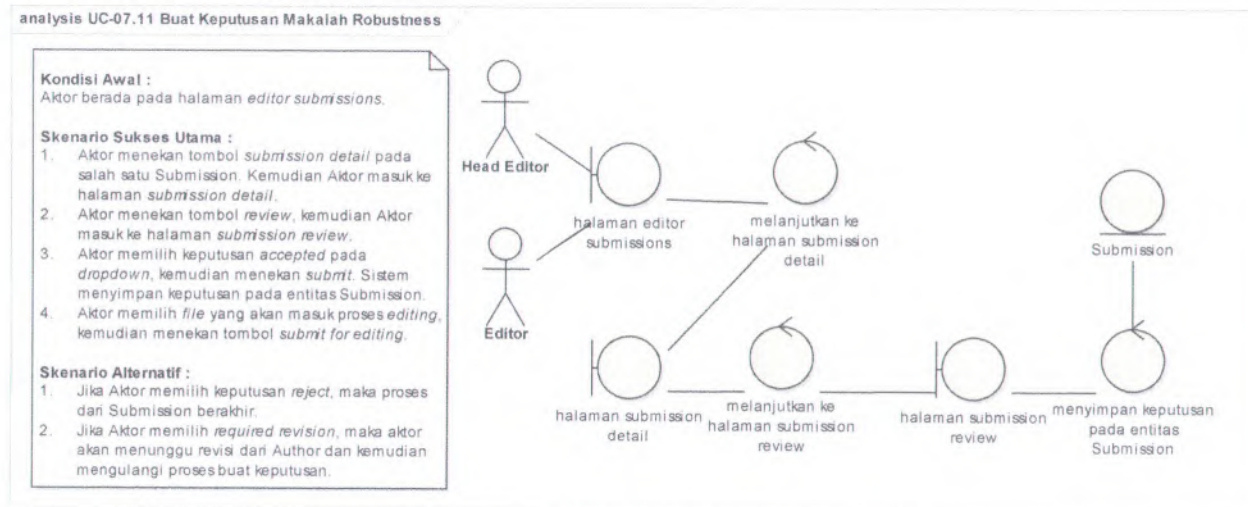 analysis UC-07.11 Buat Keputusan Makalah Robustness
Kondisi Awal :
Aktor berada pada halaman editor submissions.
Skenario Sukses Utama :
1. Aktor menekan tombol submission detail pada
salah satu Submission. Kemudian Aktor masuk ke
halaman submission detail.
2. Aktor menekan tombol review, kemudian Aktor
masuk ke halaman submission review.
3. Aktor memilih keputusan accepted pada
dropdown, kemudian menekan submit. Sistem
menyimpan keputusan pada entitas Submission.
4. Aktor memilih file yang akan masuk proses editing,
kemudian menekan tombol submit for editing.
Skenario Alternatif :
1. Jika Aktor memilih keputusan reject, maka proses
dari Submission berakhir.
2. Jika Aktor memilih required revision, maka aktor
akan menunggu revisi dari Author dan kemudian
mengulangi proses buat keputusan.
Head Editor
Editor
halaman editor
submissions
melanjutkan ke
halaman submission
detail
Submission
halaman submission
detail
melanjutkan ke
halaman submission
review
halaman submission
review
menyimpan keputusan
pada entitas
Submission